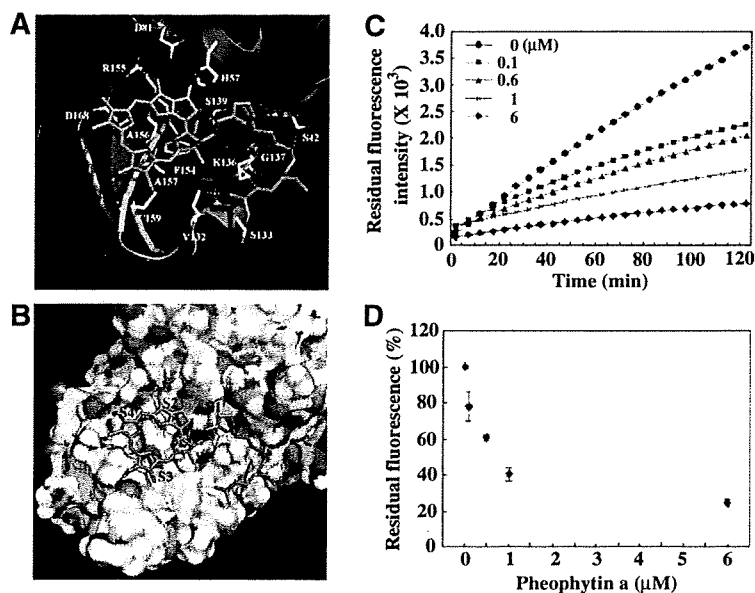 A
D81
R155
H57
D168
S139
A156
S42
F154
K136
G137
A157
V132
S133
B
S4
S2
S3
C
Residual fluorescence
intensity (X 10³)
4.0
3.5
3.0
2.5
2.0
1.5
1.0
0.5
0
0 (μM)
0.1
0.6
1
6
0 20 40 60 80 100 120
Time (min)
D
Residual fluorescence (%)
120
100
80
60
40
20
0
0 1 2 3 4 5 6
Pheophytin a (μM)